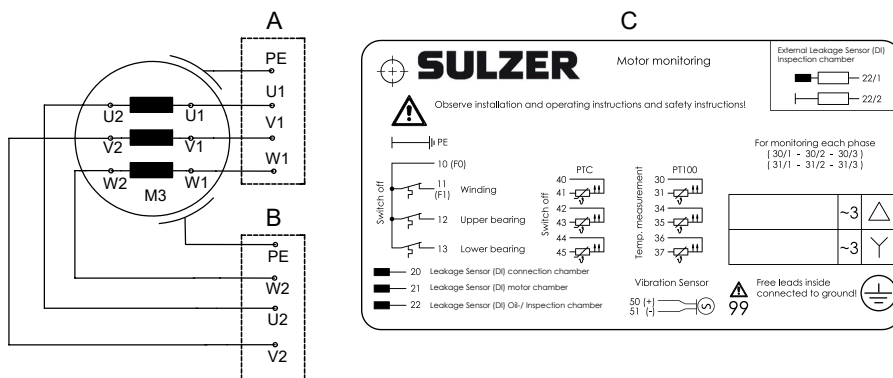 A
PE
U1
V1
W1
U2
U1
V2
V1
W2
W1
M3
B
PE
W2
U2
V2
C
SULZER
Motor monitoring
External Leakage Sensor (DI)
Inspection chamber
22/1
22/2
Observe installation and operating instructions and safety instructions!
PE
For monitoring each phase
( 30/1 - 30/2 - 30/3 )
( 31/1 - 31/2 - 31/3 )
Switch off
10 (F0)
11
(F1)
Winding
12
Upper bearing
13
Lower bearing
PTC
Switch off
40
41
42
43
44
45
PT100
Temp. measurement
30
31
34
35
36
37
~3
~3
20 Leakage Sensor (DI) connection chamber
21 Leakage Sensor (DI) motor chamber
22 Leakage Sensor (DI) Oil-/ Inspection chamber
Vibration Sensor
50 (+)
51 (-)
99
Free leads inside
connected to ground!